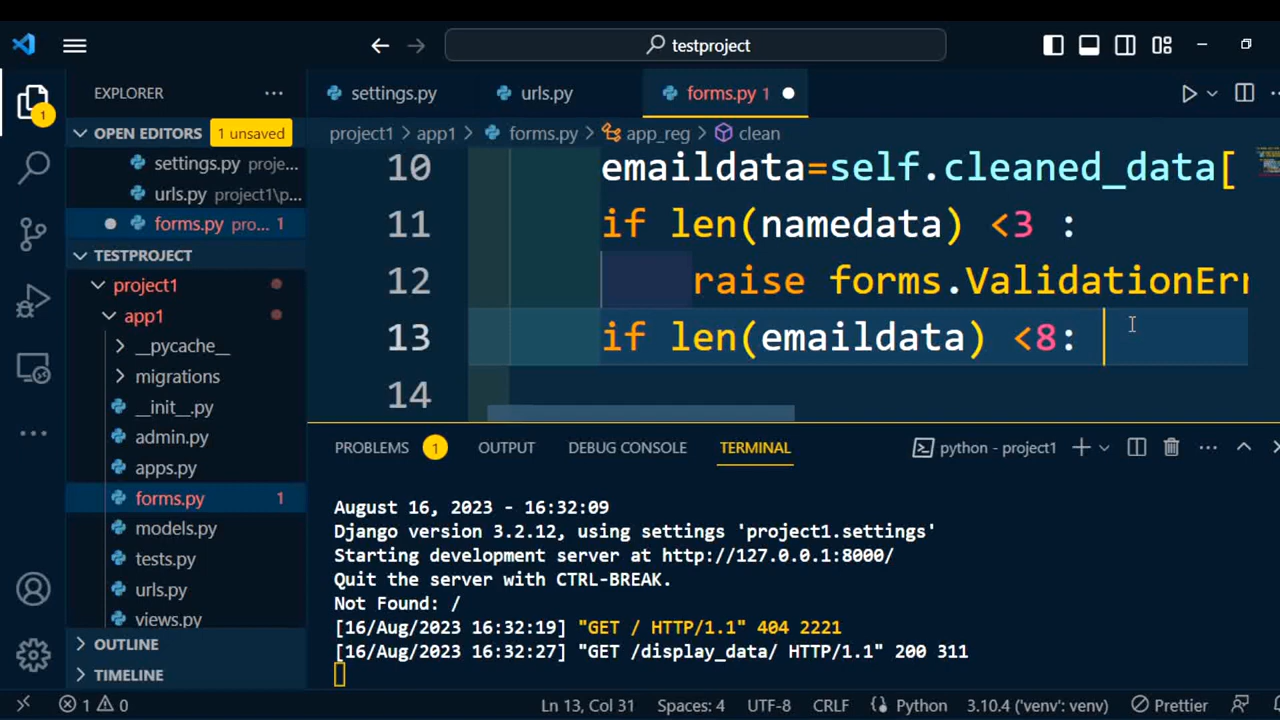 testproject
EXPLORER
settings.py
urls.py
forms.py 1
OPEN EDITORS
1 unsaved
project1
app1
forms.py
app_reg
clean
settings.py proje...
urls.py project1\p...
forms.py pro... 1
TESTPROJECT
project1
app1
__pycache__
migrations
__init__.py
admin.py
apps.py
forms.py 1
models.py
tests.py
urls.py
views.py
OUTLINE
TIMELINE
10 emaildata=self.cleaned_data[
11 if len(namedata) <3 :
12 raise forms.ValidationErr
13 if len(emaildata) <8:
14
PROBLEMS 1 OUTPUT DEBUG CONSOLE TERMINAL
python - project1
August 16, 2023 - 16:32:09
Django version 3.2.12, using settings 'project1.settings'
Starting development server at http://127.0.0.1:8000/
Quit the server with CTRL-BREAK.
Not Found: /
[16/Aug/2023 16:32:19] "GET / HTTP/1.1" 404 2221
[16/Aug/2023 16:32:27] "GET /display_data/ HTTP/1.1" 200 311
1 0 Ln 13, Col 31 Spaces: 4 UTF-8 CRLF Python 3.10.4 ('venv': venv) Prettier
1